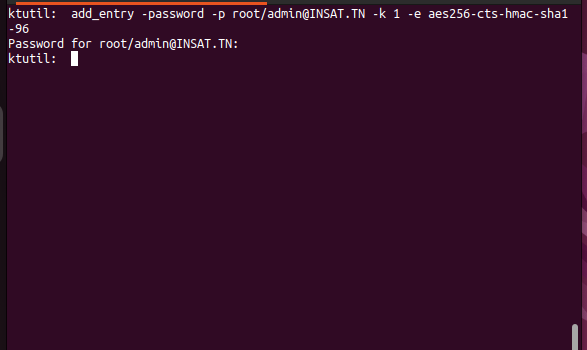 ktutil:  add_entry -password -p root/admin@INSAT.TN -k 1 -e aes256-cts-hmac-sha1
-96
Password for root/admin@INSAT.TN:
ktutil: